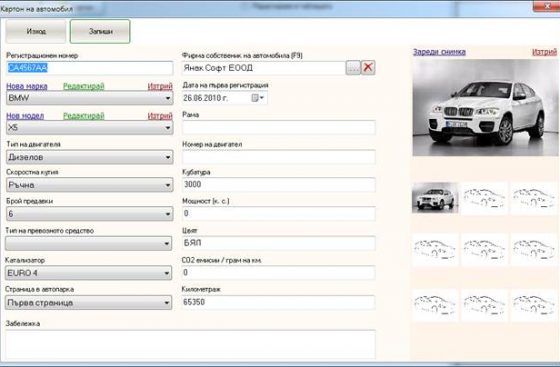 Картон на автомобил
Изход
Запиши
Регистрационен номер
CA4567AA
Нова марка Редактирай Изтрий
BMW
Нов модел Редактирай Изтрий
X5
Тип на двигателя
Дизелов
Скоростна кутия
Ръчна
Брой предавки
6
Тип на превозното средство
Катализатор
EURO 4
Страница в автопарка
Първа страница
Забележка
Фирма собственик на автомобила (F9)
Янак Софт ЕООД ...
Дата на първа регистрация
26.06.2010 г.
Рама
Номер на двигател
Кубатура
3000
Мощност (к. с.)
0
Цвят
БЯЛ
CO2 емисии / грам на км.
0
Километраж
65350
Зареди снимка Изтрий